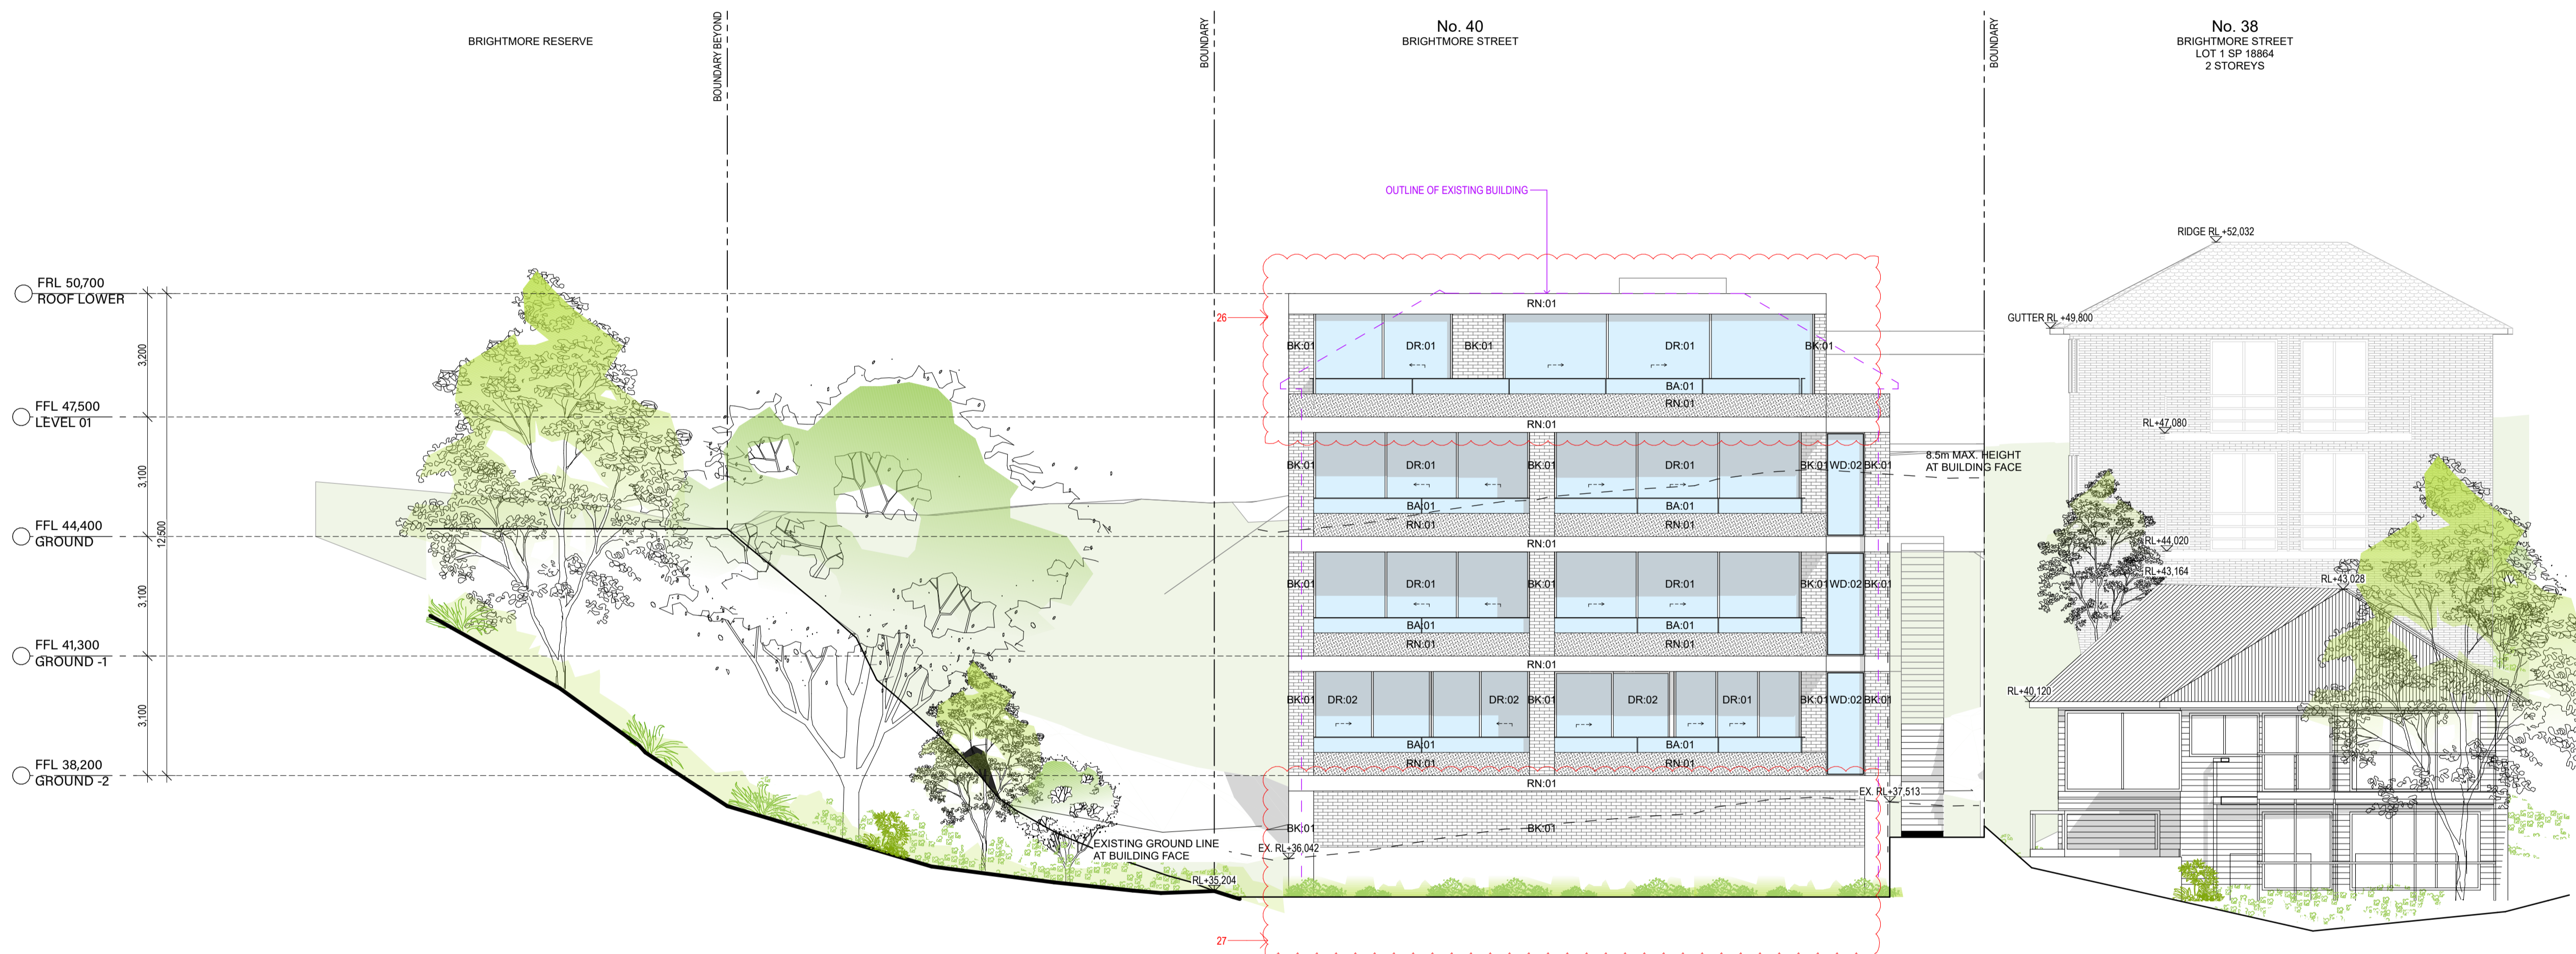 BRIGHTMORE RESERVE
BOUNDARY BEYOND
BOUNDARY
No. 40
BRIGHTMORE STREET
BOUNDARY
No. 38
BRIGHTMORE STREET
LOT 1 SP 18864
2 STOREYS
OUTLINE OF EXISTING BUILDING
RIDGE RL +52,032
GUTTER RL +49,800
FRL 50,700
ROOF LOWER
3,200
FFL 47,500
LEVEL 01
3,100
FFL 44,400
GROUND
12,500
3,100
FFL 41,300
GROUND -1
3,100
FFL 38,200
GROUND -2
26
RN:01
BK:01
DR:01
BK:01
DR:01
BK:01
BA:01
RN:01
RN:01
BK:01
DR:01
BK:01
DR:01
BK:01
WD:02
BK:01
BA:01
BA:01
RN:01
RN:01
RN:01
BK:01
DR:01
BK:01
DR:01
BK:01
WD:02
BK:01
BA:01
BA:01
RN:01
RN:01
RN:01
BK:01
DR:02
DR:02
BK:01
DR:02
DR:01
BK:01
WD:02
BK:01
BA:01
BA:01
RN:01
RN:01
RN:01
BK:01
BK:01
8.5m MAX. HEIGHT
AT BUILDING FACE
RL+47,080
RL+44,020
RL+43,164
RL+43,028
RL+40,120
EX. RL+37,513
EX. RL+36,042
EXISTING GROUND LINE
AT BUILDING FACE
RL+35,204
27